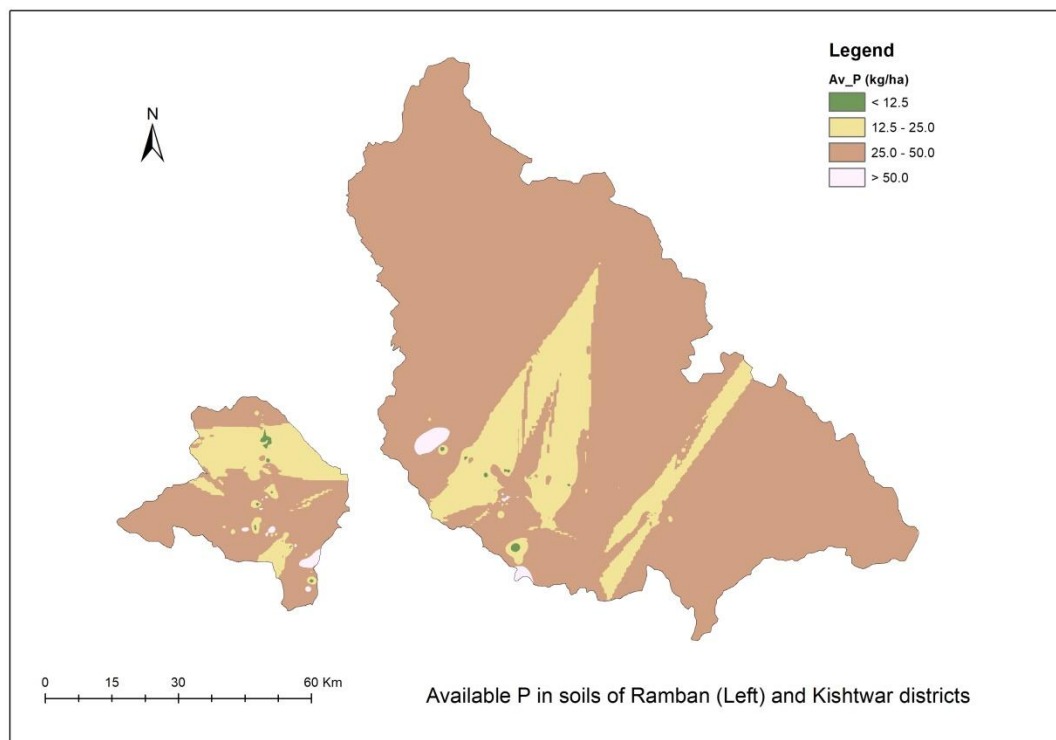 Legend
Av_P (kg/ha)
< 12.5
12.5 - 25.0
25.0 - 50.0
> 50.0
N
0 15 30 60 Km
Available P in soils of Ramban (Left) and Kishtwar districts